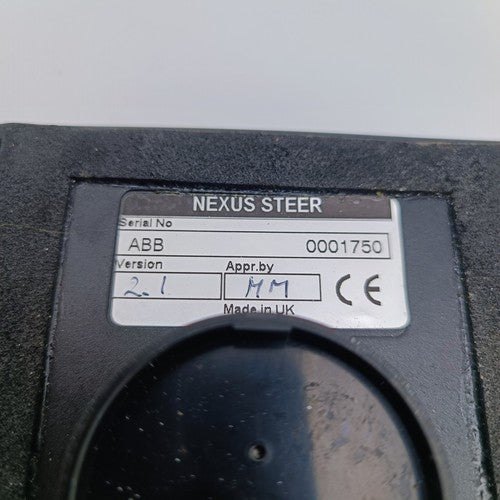 NEXUS STEER
Serial No
ABB 0001750
Version Appr.by
2.1 MM CE
Made in UK